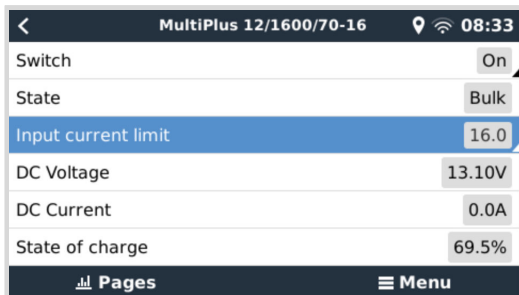 MultiPlus 12/1600/70-16 08:33
Switch On
State Bulk
Input current limit 16.0
DC Voltage 13.10V
DC Current 0.0A
State of charge 69.5%
Pages Menu